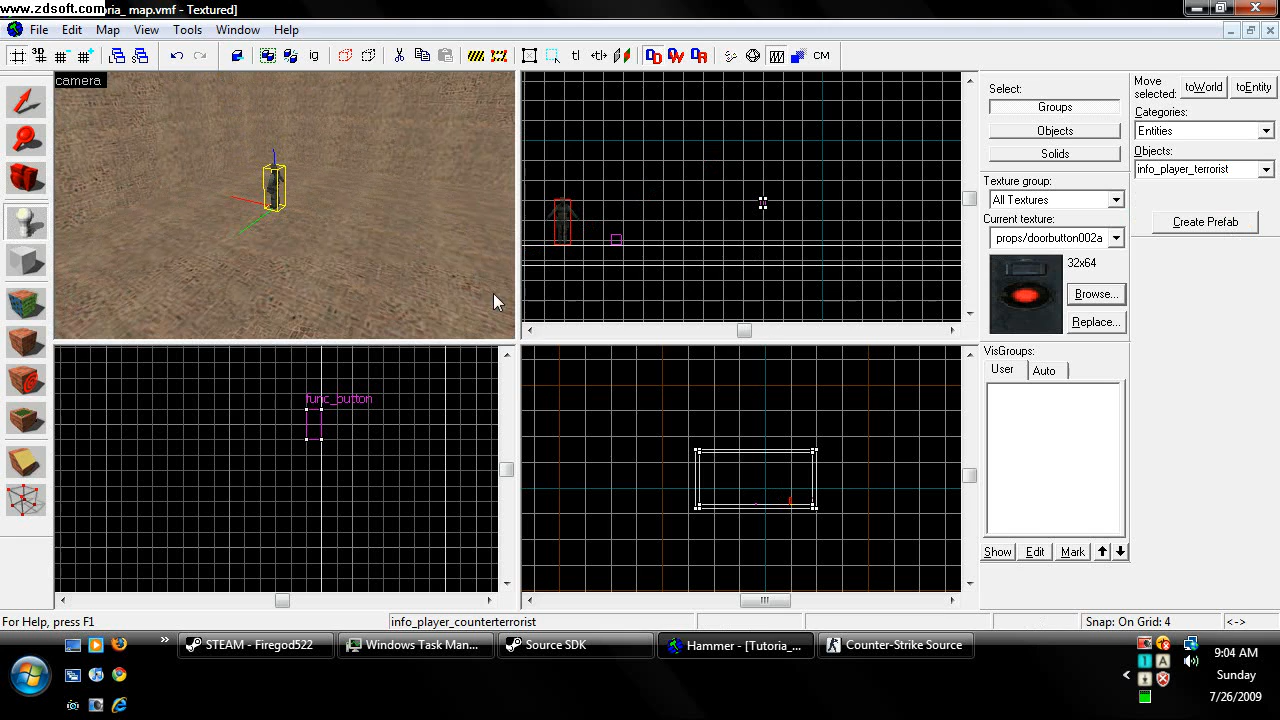 www.zdsoft.com
ria_map.vmf - Textured]
File Edit Map View Tools Window Help
3D
ig
tl
CM
camera
func_button
Select:
Groups
Objects
Solids
Texture group:
All Textures
Current texture:
props/doorbutton002a
32x64
Browse...
Replace...
VisGroups:
User Auto
Show Edit Mark
Move selected:
toWorld toEntity
Categories:
Entities
Objects:
info_player_terrorist
Create Prefab
For Help, press F1
info_player_counterterrorist
Snap: On Grid: 4
<->
STEAM - Firegod522
Windows Task Man...
Source SDK
Hammer - [Tutoria_...
Counter-Strike Source
9:04 AM
Sunday
7/26/2009